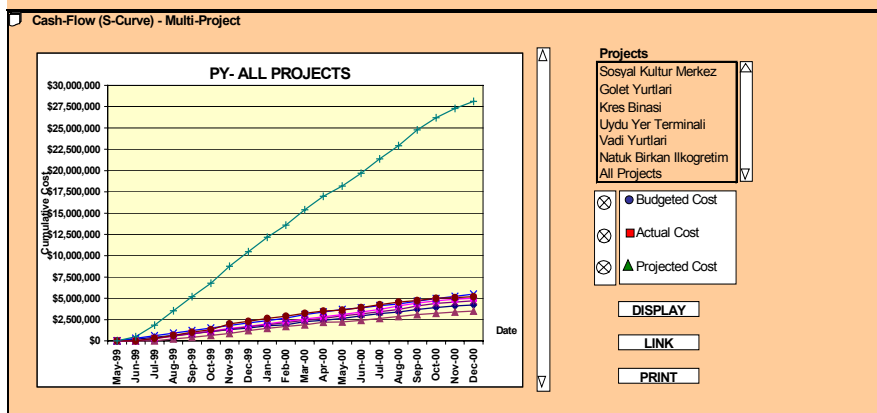 Cash-Flow (S-Curve) - Multi-Project
PY- ALL PROJECTS
Cumulative Cost
$30,000,000
$27,500,000
$25,000,000
$22,500,000
$20,000,000
$17,500,000
$15,000,000
$12,500,000
$10,000,000
$7,500,000
$5,000,000
$2,500,000
$0
May-99
Jun-99
Jul-99
Aug-99
Sep-99
Oct-99
Nov-99
Dec-99
Jan-00
Feb-00
Mar-00
Apr-00
May-00
Jun-00
Jul-00
Aug-00
Sep-00
Oct-00
Nov-00
Dec-00
Date
Projects
Sosyal Kultur Merkez
Golet Yurtlari
Kres Binasi
Uydu Yer Terminali
Vadi Yurtlari
Natuk Birkan Ilkogretim
All Projects
Budgeted Cost
Actual Cost
Projected Cost
DISPLAY
LINK
PRINT